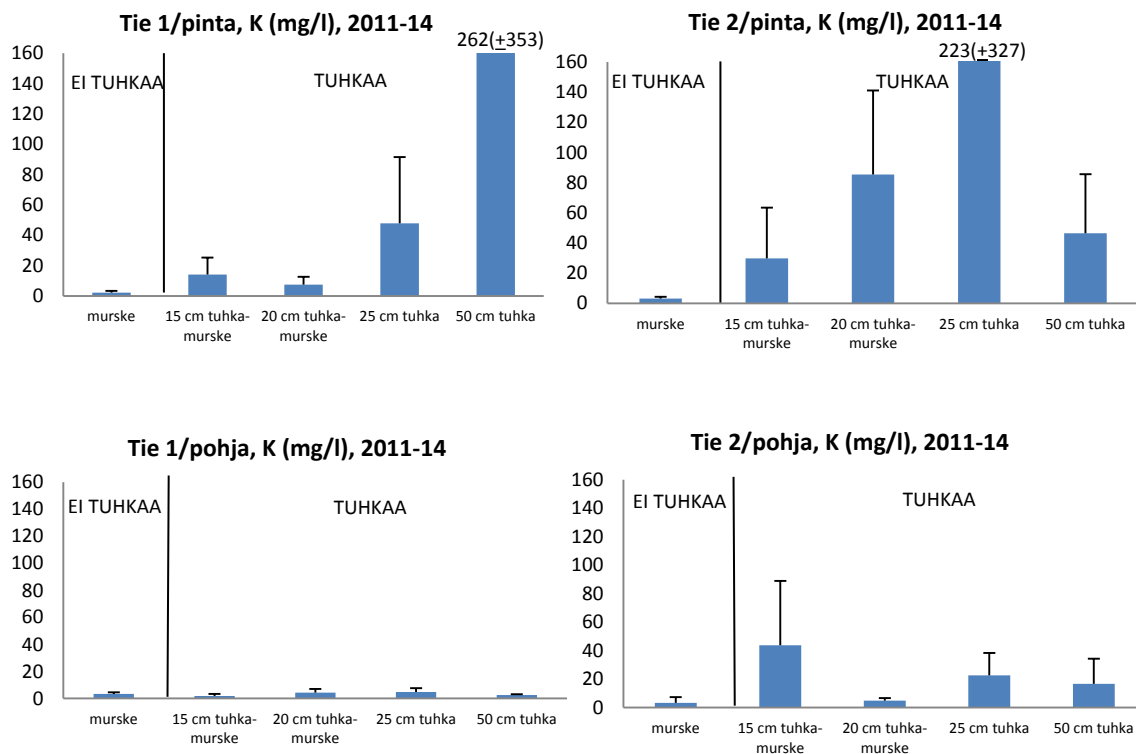 Tie 1/pinta, K (mg/l), 2011-14
262(+353)
160
140
120
100
80
60
40
20
0
EI TUHKAA
TUHKAA
murske
15 cm tuhka-
murske
20 cm tuhka-
murske
25 cm tuhka
50 cm tuhka
Tie 2/pinta, K (mg/l), 2011-14
223(+327)
160
140
120
100
80
60
40
20
0
EI TUHKAA
TUHKAA
murske
15 cm tuhka-
murske
20 cm tuhka-
murske
25 cm tuhka
50 cm tuhka
Tie 1/pohja, K (mg/l), 2011-14
160
140
120
100
80
60
40
20
0
EI TUHKAA
TUHKAA
murske
15 cm tuhka-
murske
20 cm tuhka-
murske
25 cm tuhka
50 cm tuhka
Tie 2/pohja, K (mg/l), 2011-14
160
140
120
100
80
60
40
20
0
EI TUHKAA
TUHKAA
murske
15 cm tuhka-
murske
20 cm tuhka-
murske
25 cm tuhka
50 cm tuhka